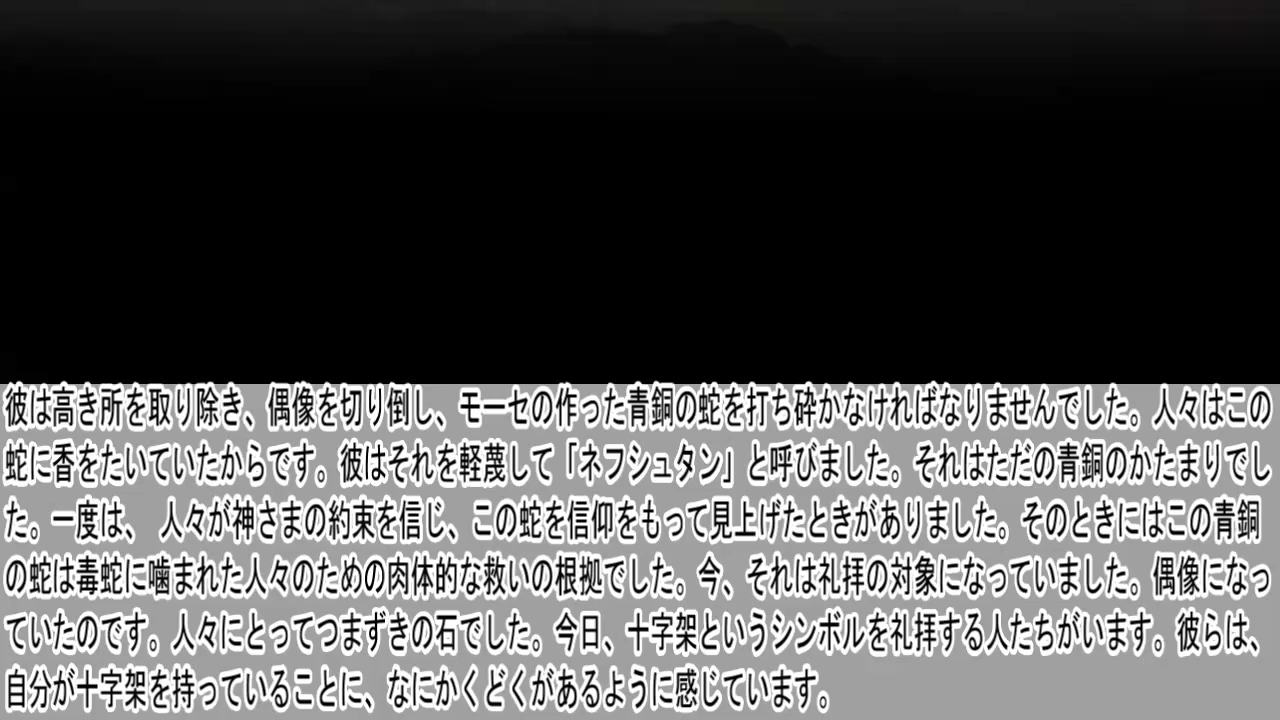 彼は高き所を取り除き、偶像を切り倒し、モーセの作った青銅の蛇を打ち砕かなければなりませんでした。人々はこの
蛇に香をたいていたからです。彼はそれを軽蔑して「ネフシュタン」と呼びました。それはただの青銅のかたまりでし
た。一度は、 人々が神さまの約束を信じ、この蛇を信仰をもって見上げたときがありました。そのときにはこの青銅
の蛇は毒蛇に噛まれた人々のための肉体的な救いの根拠でした。今、それは礼拝の対象になっていました。偶像になっ
ていたのです。人々にとってつまずきの石でした。今日、十字架というシンボルを礼拝する人たちがいます。彼らは、
自分が十字架を持っていることに、なにかくどくがあるように感じています。